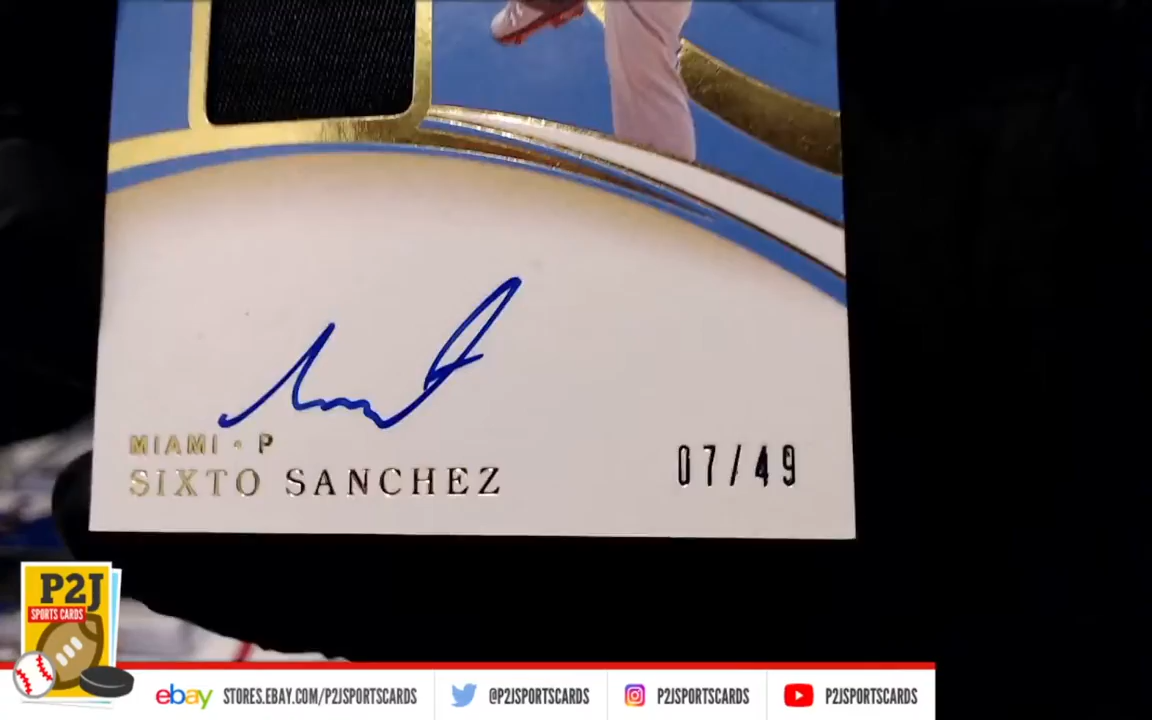 MIAMI · P
SIXTO SANCHEZ
07/49
P2J
SPORTS CARDS
ebay STORES.EBAY.COM/P2JSPORTSCARDS
@P2JSPORTSCARDS
P2JSPORTSCARDS
P2JSPORTSCARDS